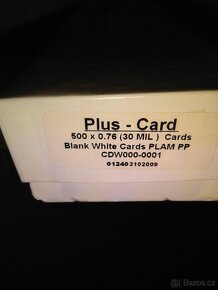 Plus - Card
500 x 0.76 (30 MIL ) Cards
Blank White Cards PLAM PP
CDW000-0001
012403102009
Bazos.cz